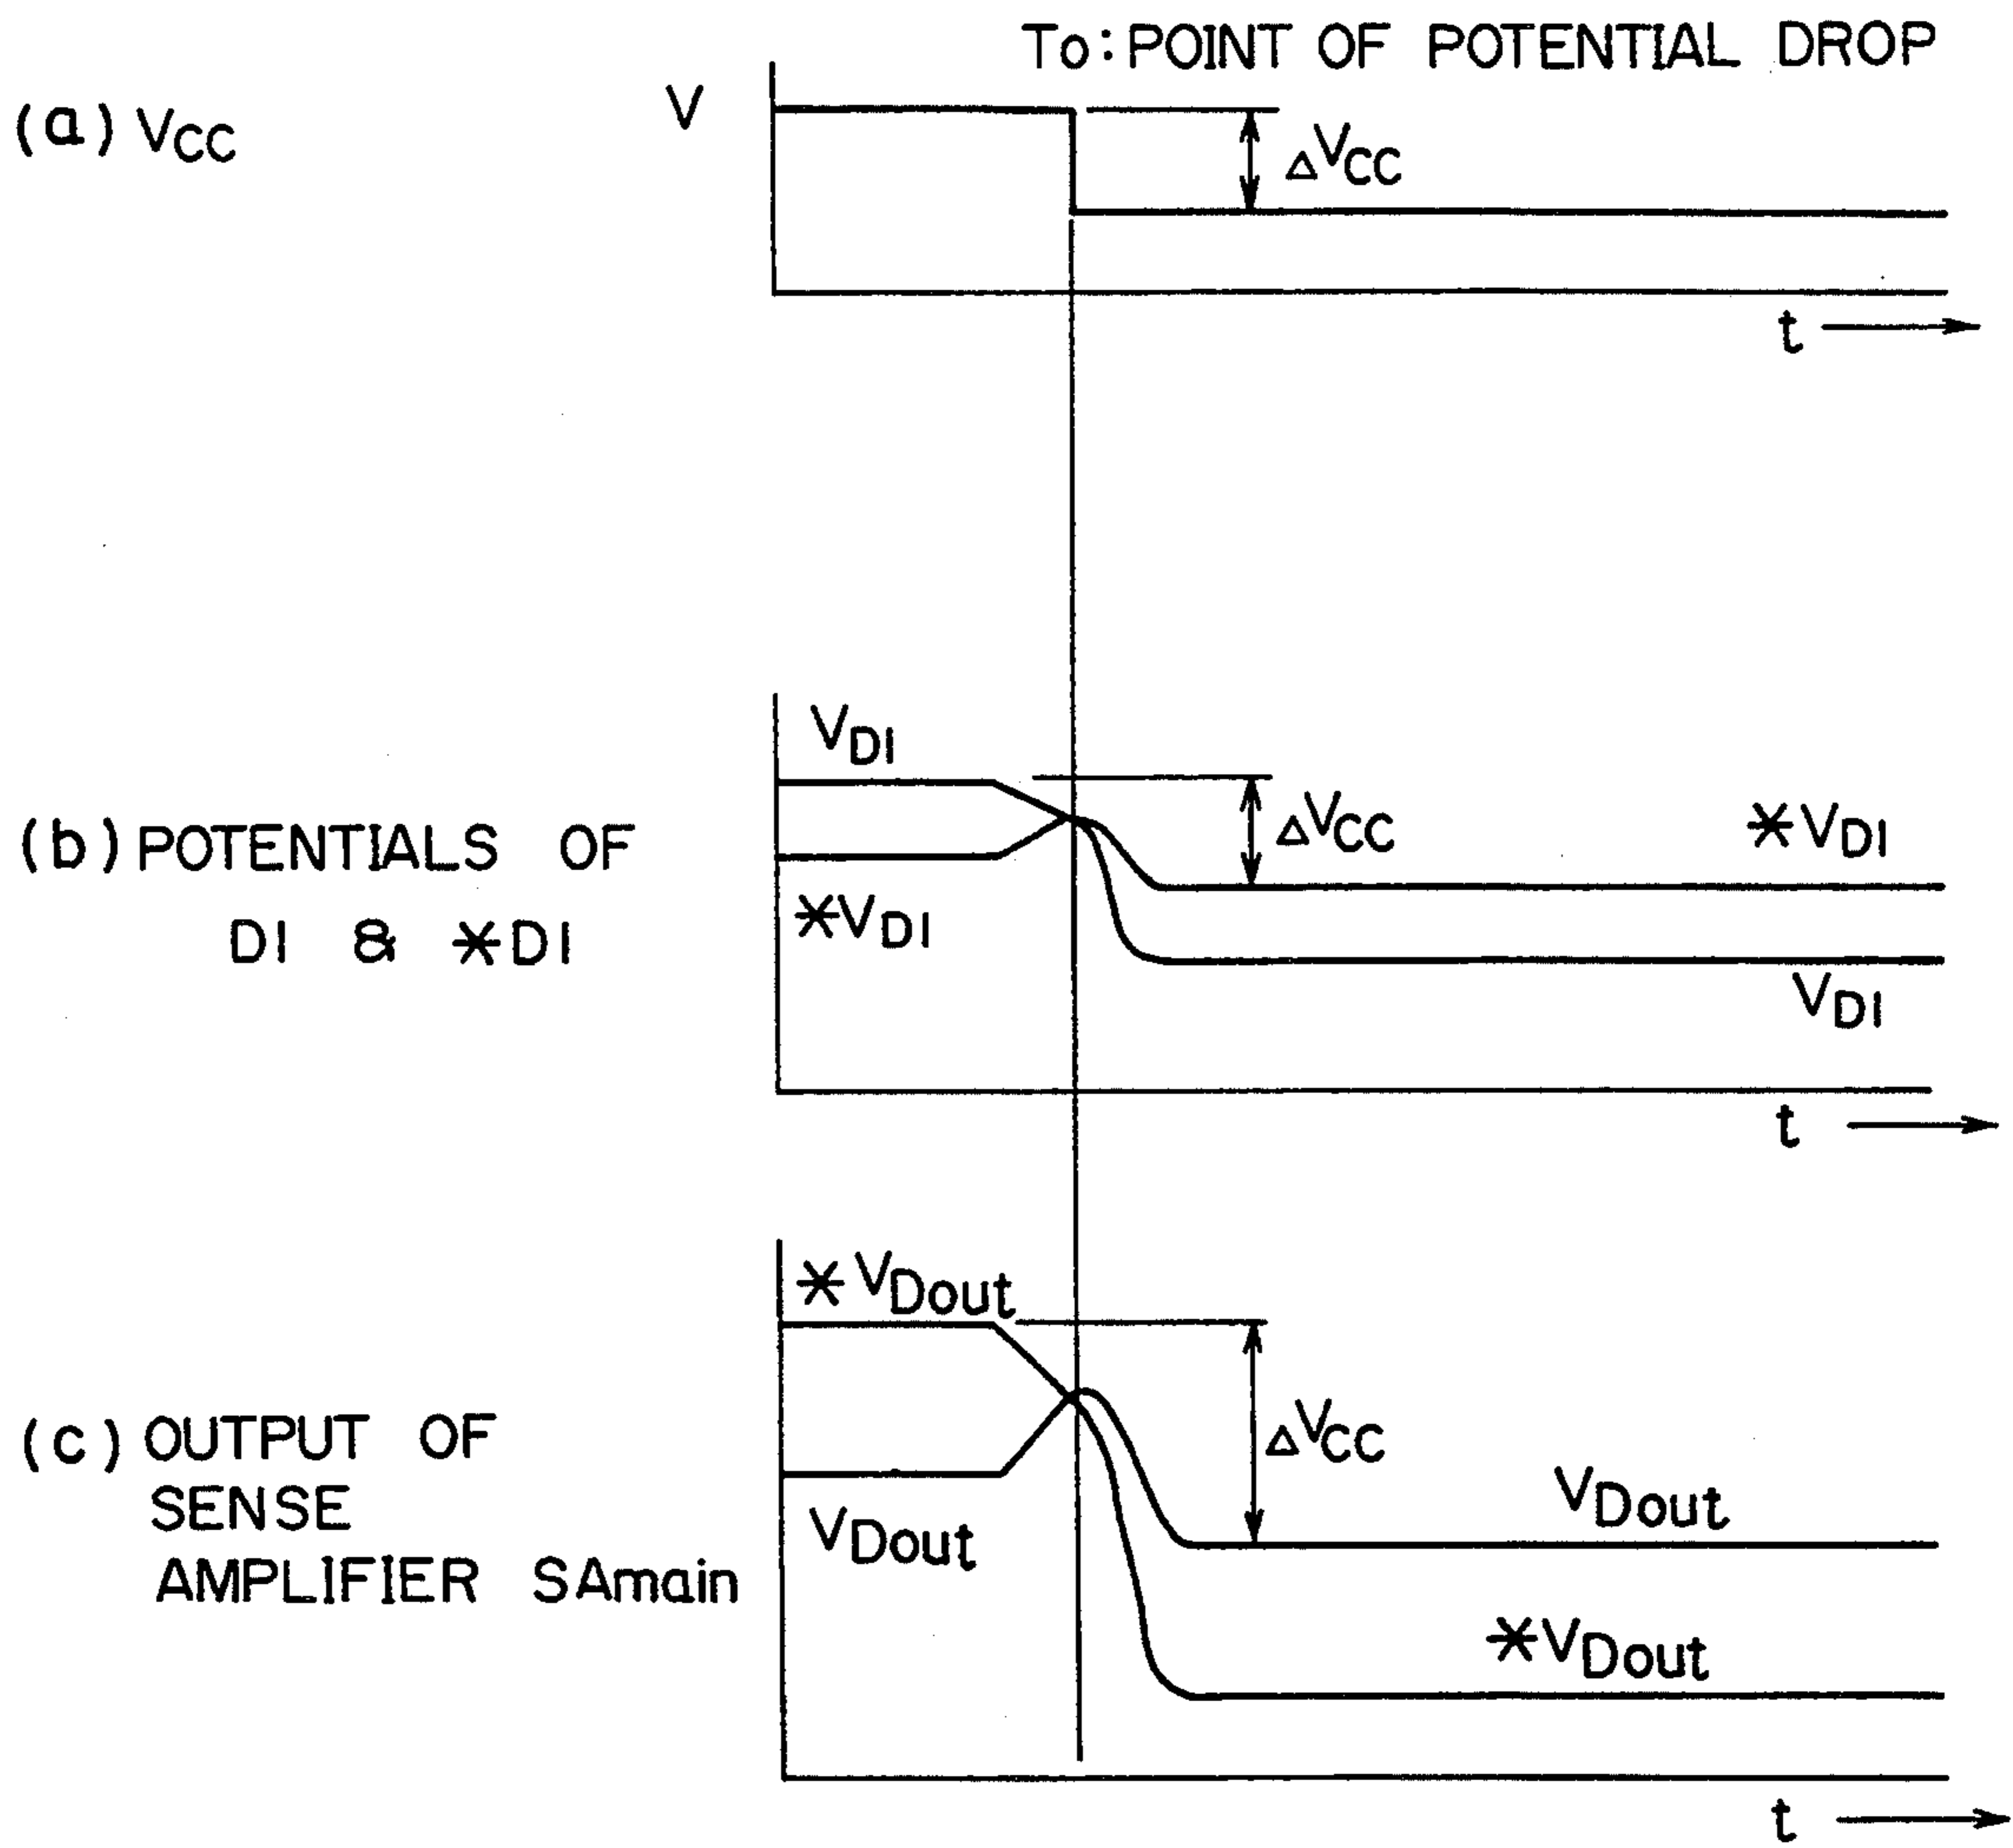 To: POINT OF POTENTIAL DROP
(a) VCC
V
ΔVCC
t
VDI
(b) POTENTIALS OF
DI & *DI
*VDI
ΔVCC
*VDI
VDI
t
*VDout
(c) OUTPUT OF
SENSE
AMPLIFIER SAmain
VDout
ΔVCC
VDout
*VDout
t